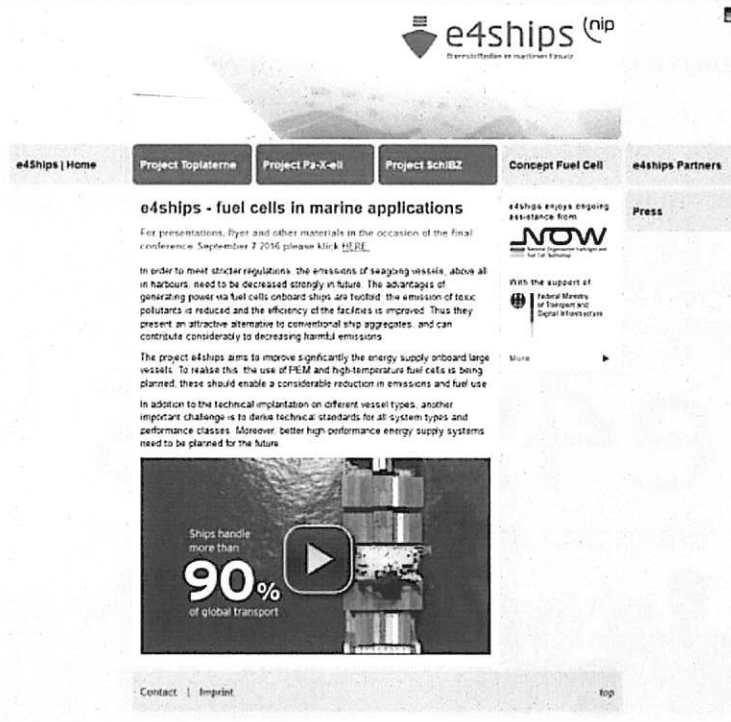 e4ships (nip
Brennstoffzellen im maritimen Einsatz
e4Ships | Home
Project Toplaterne
Project Pa-X-ell
Project SchIBZ
Concept Fuel Cell
e4ships Partners
Press
e4ships - fuel cells in marine applications
For presentations, flyer and other materials in the occasion of the final
conference September 7 2016 please klick HERE.
In order to meet stricter regulations, the emissions of seagoing vessels, above all
in harbours, need to be decreased strongly in future. The advantages of
generating power via fuel cells onboard ships are twofold: the emission of toxic
pollutants is reduced and the efficiency of the facilities is improved. Thus they
present an attractive alternative to conventional ship aggregates, and can
contribute considerably to decreasing harmful emissions.
The project e4ships aims to improve significantly the energy supply onboard large
vessels. To realise this, the use of PEM and high-temperature fuel cells is being
planned, these should enable a considerable reduction in emissions and fuel use
In addition to the technical implantation on different vessel types, another
important challenge is to derive technical standards for all system types and
performance classes. Moreover, better high-performance energy supply systems
need to be planned for the future.
e4ships enjoys ongoing
assistance from
NOW
National Organisation Hydrogen and
Fuel Cell Technology
With the support of
Federal Ministry
of Transport and
Digital Infrastructure
More
Ships handle
more than
90%
of global transport
Contact | Imprint
top